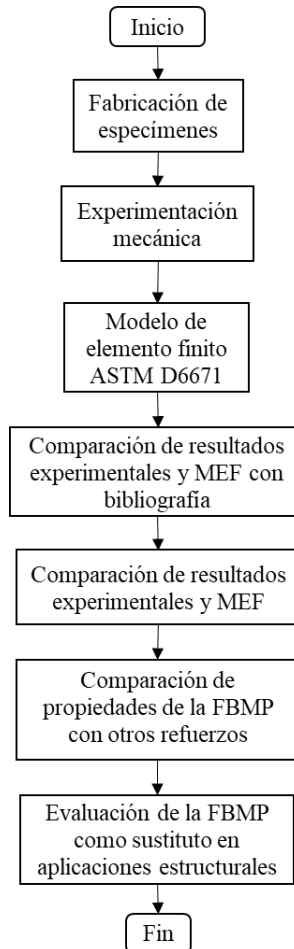 Inicio
Fabricación de
especímenes
Experimentación
mecánica
Modelo de
elemento finito
ASTM D6671
Comparación de resultados
experimentales y MEF con
bibliografía
Comparación de resultados
experimentales y MEF
Comparación de
propiedades de la FBMP
con otros refuerzos
Evaluación de la FBMP
como sustituto en
aplicaciones estructurales
Fin